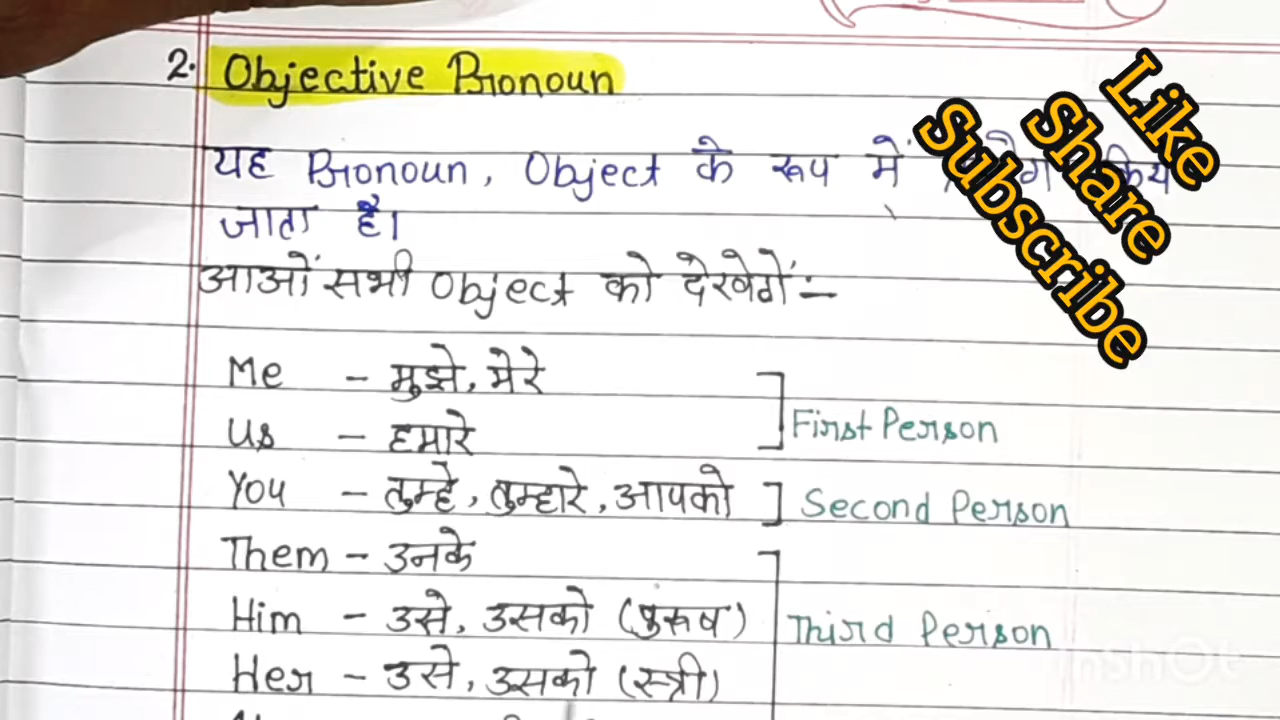 2. Objective Pronoun
यह Pronoun, Object के रूप में
जाता है।
आओं सभी Object को देखेगें :-
Me - मुझे, मेरे
Us - हमारे
First Person
You - तुम्हे, तुम्हारे, आपको
Second Person
Them - उनके
Him - उसे, उसको (पुरुष)
Third Person
Her - उसे, उसको (स्त्री)
Like
Share
Subscribe
InShOt